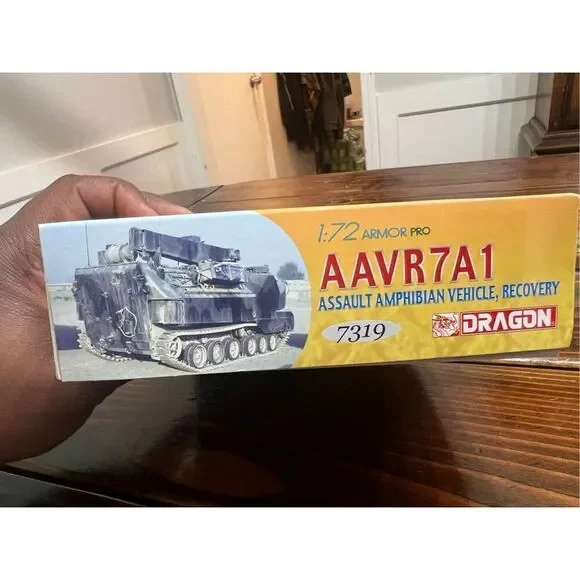 1:72 ARMOR PRO
AAVR7A1
ASSAULT AMPHIBIAN VEHICLE, RECOVERY
7319
DRAGON